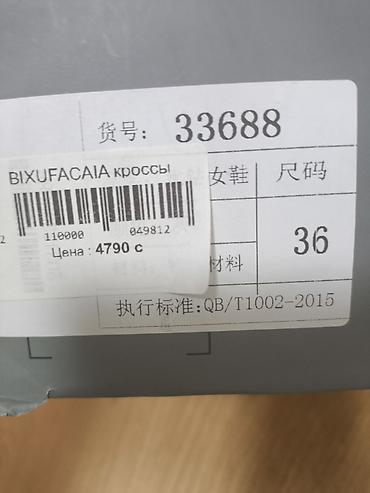 货号: 33688
BIXUFACAIA кроссы
女鞋 尺码
2 110000 049812
Цена : 4790 с
36
材料
执行标准:QB/T1002-2015